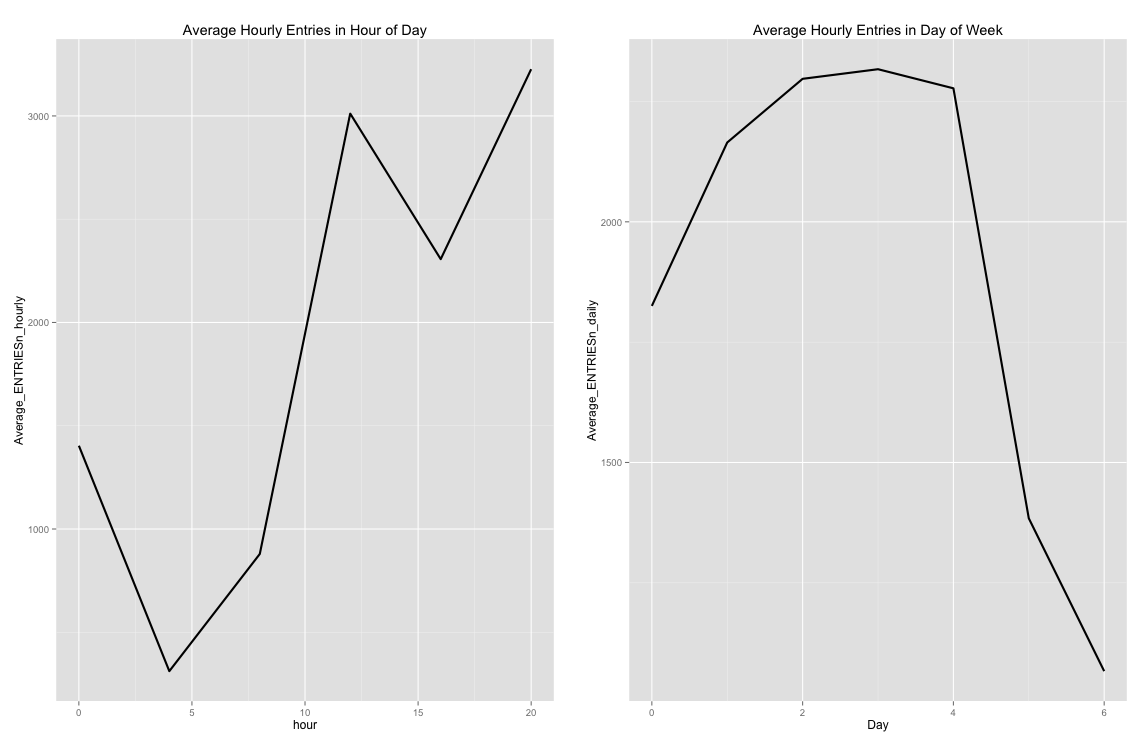 Average Hourly Entries in Hour of Day
Average_ENTRIESn_hourly
3000
2000
1000
0 5 10 15 20
hour
Average Hourly Entries in Day of Week
Average_ENTRIESn_daily
2000
1500
0 2 4 6
Day